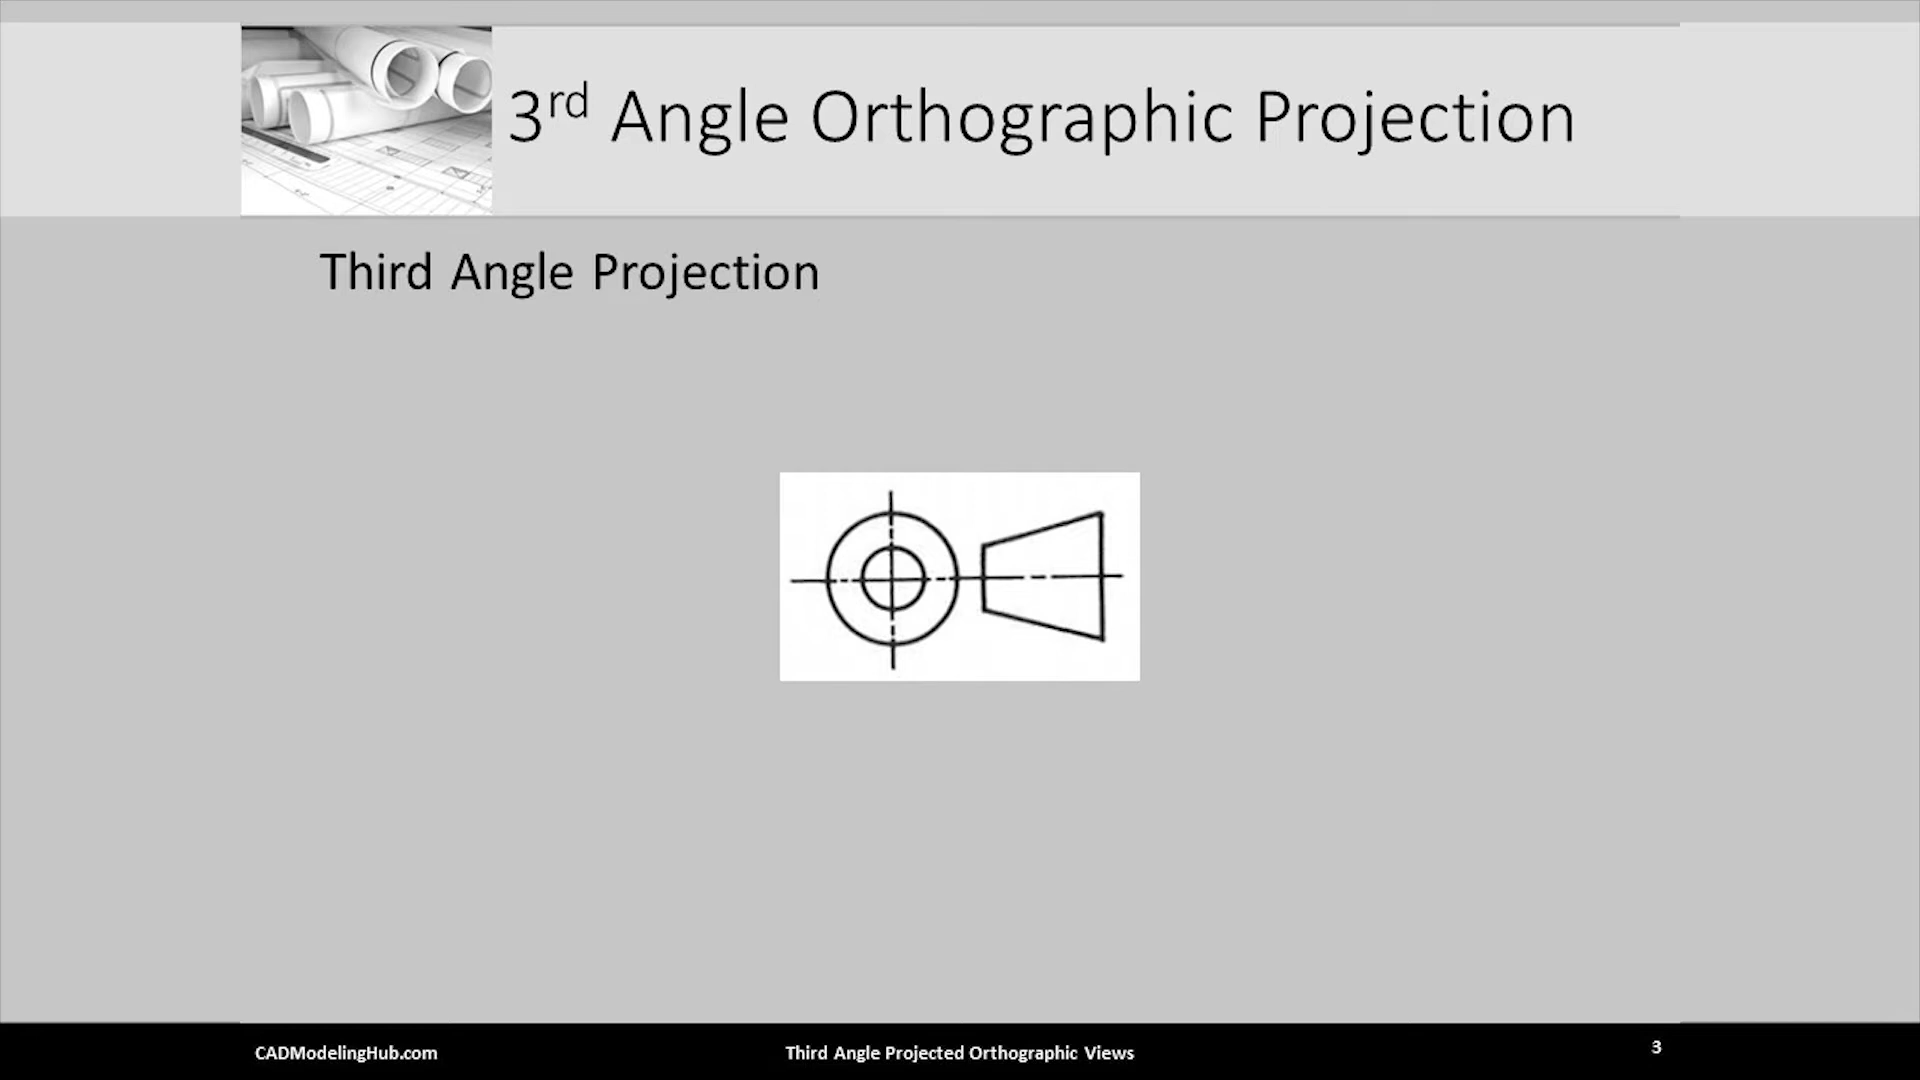 3rd Angle Orthographic Projection
Third Angle Projection
CADModelingHub.com
Third Angle Projected Orthographic Views
3